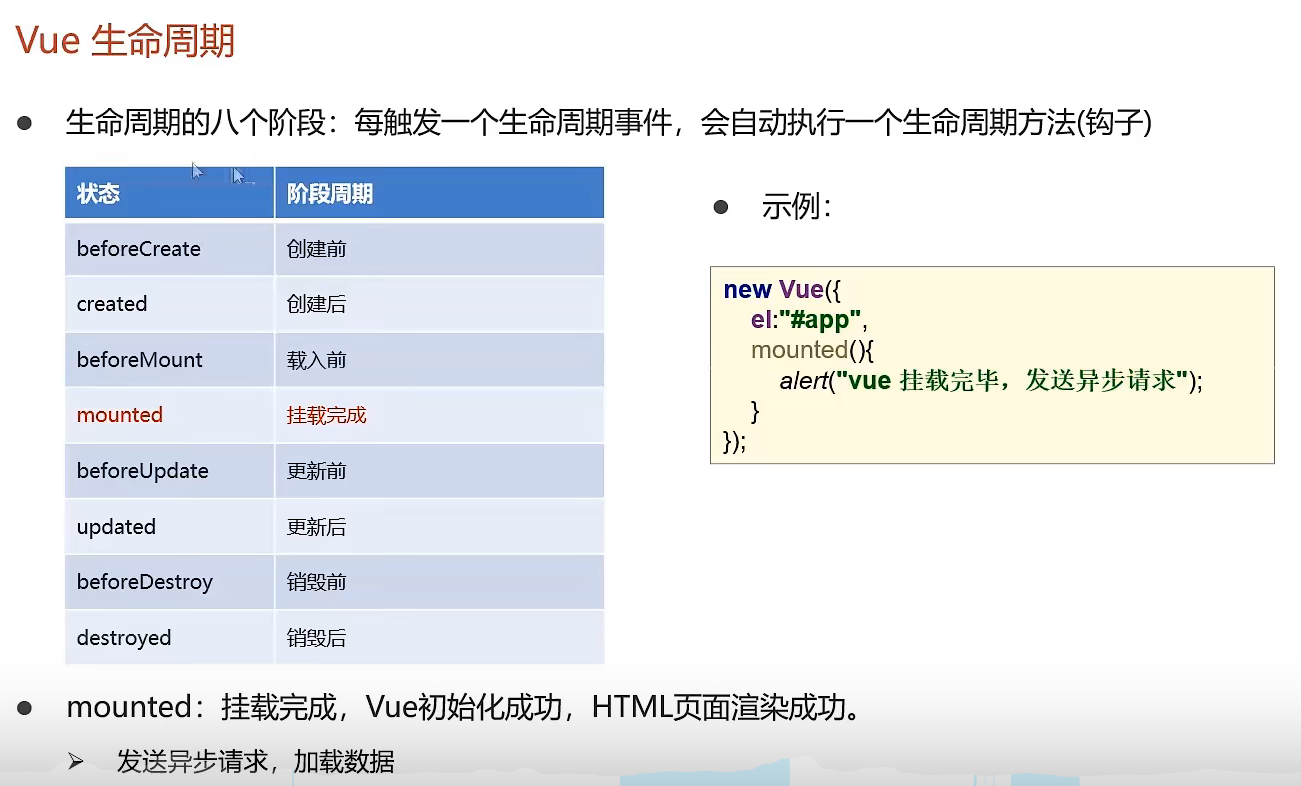 Vue 生命周期
● 生命周期的八个阶段：每触发一个生命周期事件，会自动执行一个生命周期方法(钩子)
状态 阶段周期
beforeCreate 创建前
created 创建后
beforeMount 载入前
mounted 挂载完成
beforeUpdate 更新前
updated 更新后
beforeDestroy 销毁前
destroyed 销毁后
● 示例：
new Vue({
el:"#app",
mounted(){
alert("vue 挂载完毕，发送异步请求");
}
});
● mounted：挂载完成，Vue初始化成功，HTML页面渲染成功。
➢ 发送异步请求，加载数据